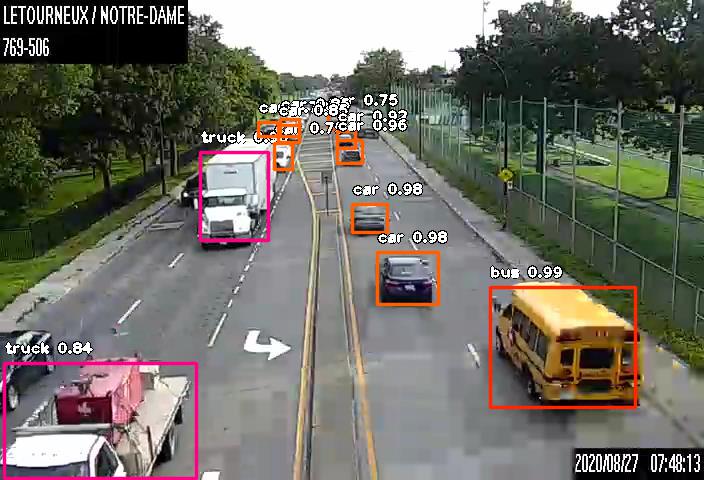 LETOURNEUX / NOTRE-DAME
769-506
car 0.75
car 0.92
car 0.96
car 0.98
car 0.98
bus 0.99
truck 0.84
2020/08/27 07:48:13